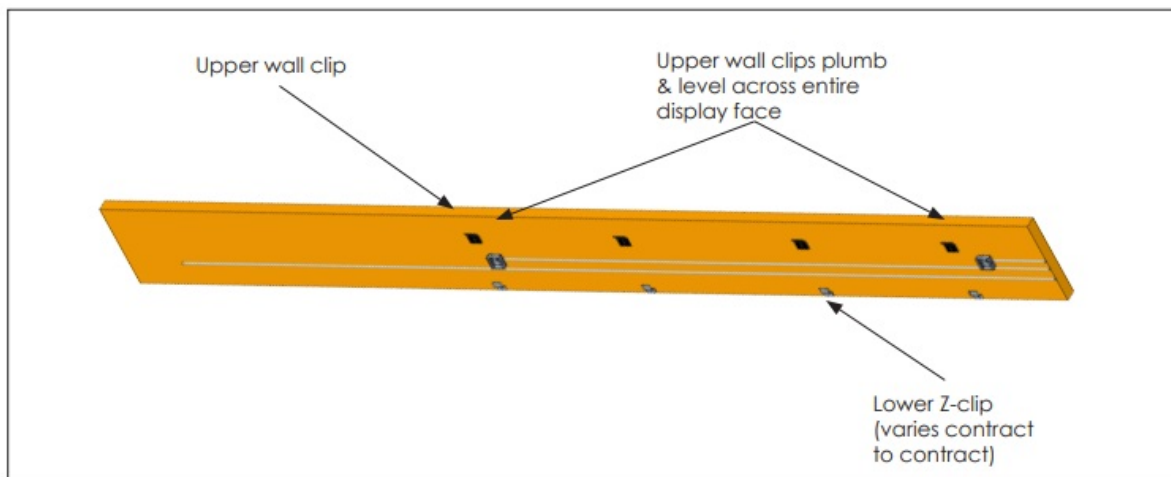 Upper wall clip
Upper wall clips plumb
& level across entire
display face
Lower Z-clip
(varies contract
to contract)